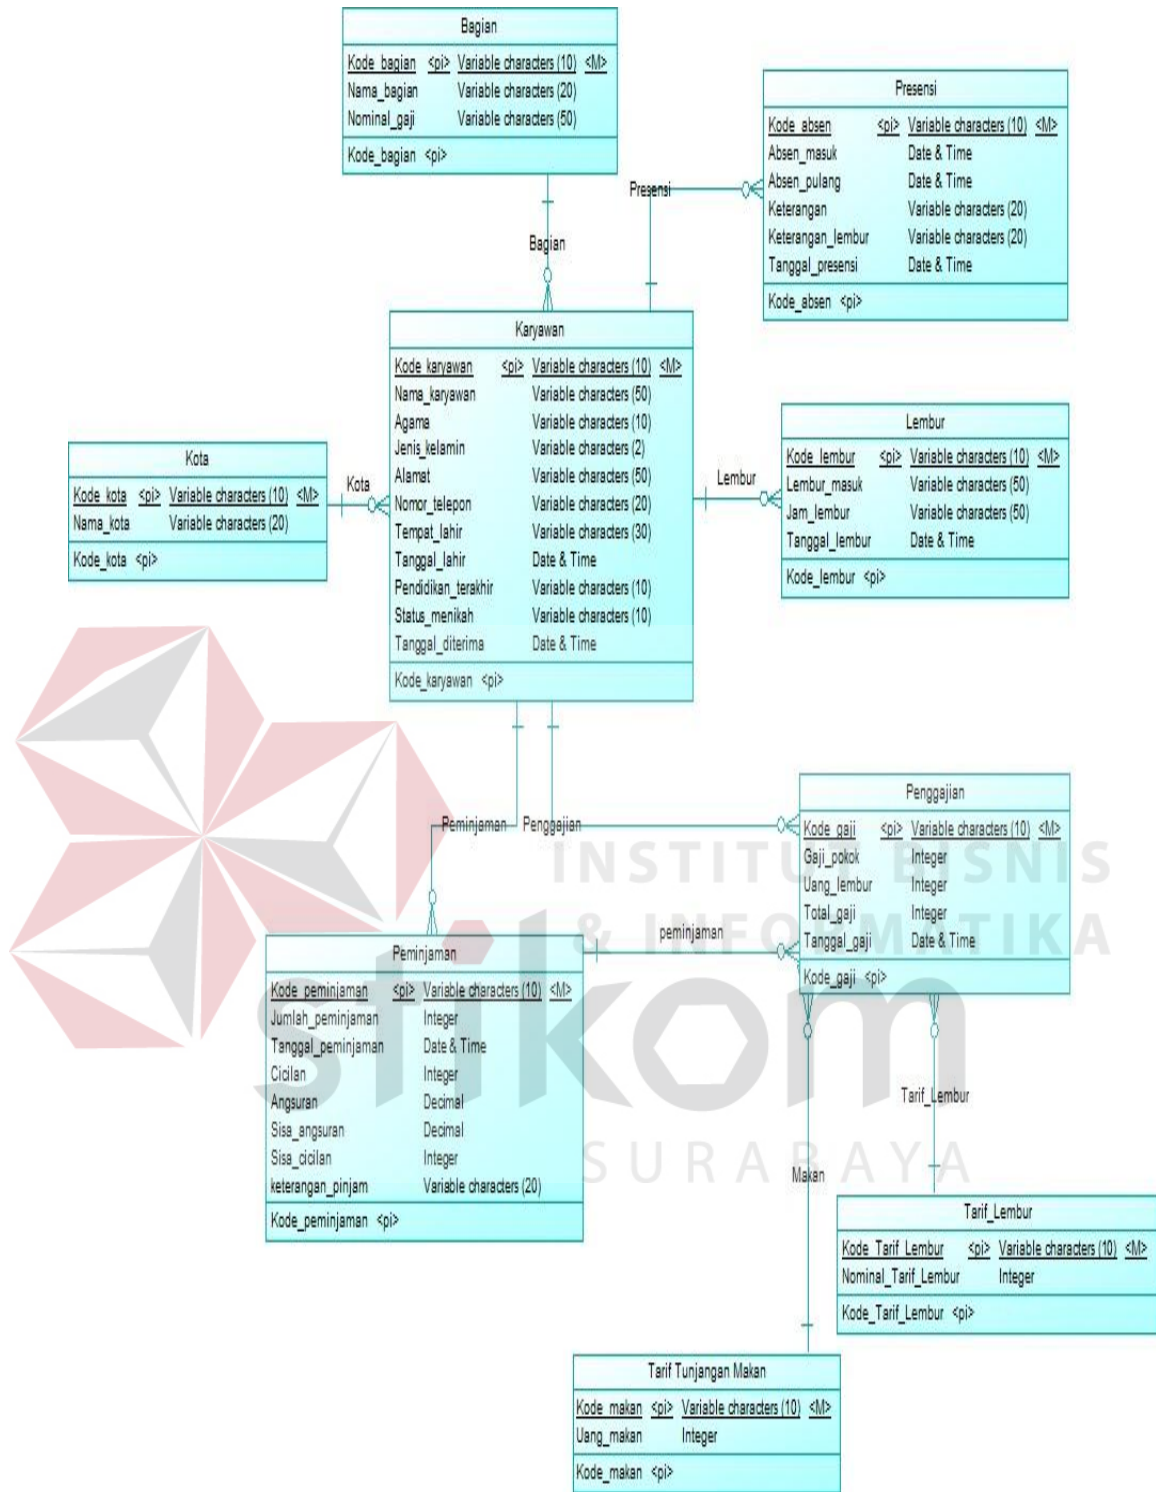 Bagian
Kode_bagian <pi> Variable characters (10) <M>
Nama_bagian Variable characters (20)
Nominal_gaji Variable characters (50)
Kode_bagian <pi>
Presensi
Kode_absen <pi> Variable characters (10) <M>
Absen_masuk Date & Time
Absen_pulang Date & Time
Keterangan Variable characters (20)
Keterangan_lembur Variable characters (20)
Tanggal_presensi Date & Time
Kode_absen <pi>
Presensi
Bagian
Karyawan
Kode_karyawan <pi> Variable characters (10) <M>
Nama_karyawan Variable characters (50)
Agama Variable characters (10)
Jenis_kelamin Variable characters (2)
Alamat Variable characters (50)
Nomor_telepon Variable characters (20)
Tempat_lahir Variable characters (30)
Tanggal_lahir Date & Time
Pendidikan_terakhir Variable characters (10)
Status_menikah Variable characters (10)
Tanggal_diterima Date & Time
Kode_karyawan <pi>
Kota
Kode_kota <pi> Variable characters (10) <M>
Nama_kota Variable characters (20)
Kode_kota <pi>
Kota
Lembur
Lembur
Kode_lembur <pi> Variable characters (10) <M>
Lembur_masuk Variable characters (50)
Jam_lembur Variable characters (50)
Tanggal_lembur Date & Time
Kode_lembur <pi>
Peminjaman
Penggajian
Penggajian
Kode_gaji <pi> Variable characters (10) <M>
Gaji_pokok Integer
Uang_lembur Integer
Total_gaji Integer
Tanggal_gaji Date & Time
Kode_gaji <pi>
peminjaman
Peminjaman
Kode_peminjaman <pi> Variable characters (10) <M>
Jumlah_peminjaman Integer
Tanggal_peminjaman Date & Time
Cicilan Integer
Angsuran Decimal
Sisa_angsuran Decimal
Sisa_cicilan Integer
keterangan_pinjam Variable characters (20)
Kode_peminjaman <pi>
Tarif_Lembur
Makan
Tarif_Lembur
Kode_Tarif_Lembur <pi> Variable characters (10) <M>
Nominal_Tarif_Lembur Integer
Kode_Tarif_Lembur <pi>
Tarif Tunjangan Makan
Kode_makan <pi> Variable characters (10) <M>
Uang_makan Integer
Kode_makan <pi>
INSTITUT BISNIS
& INFORMATIKA
stikom
SURABAYA